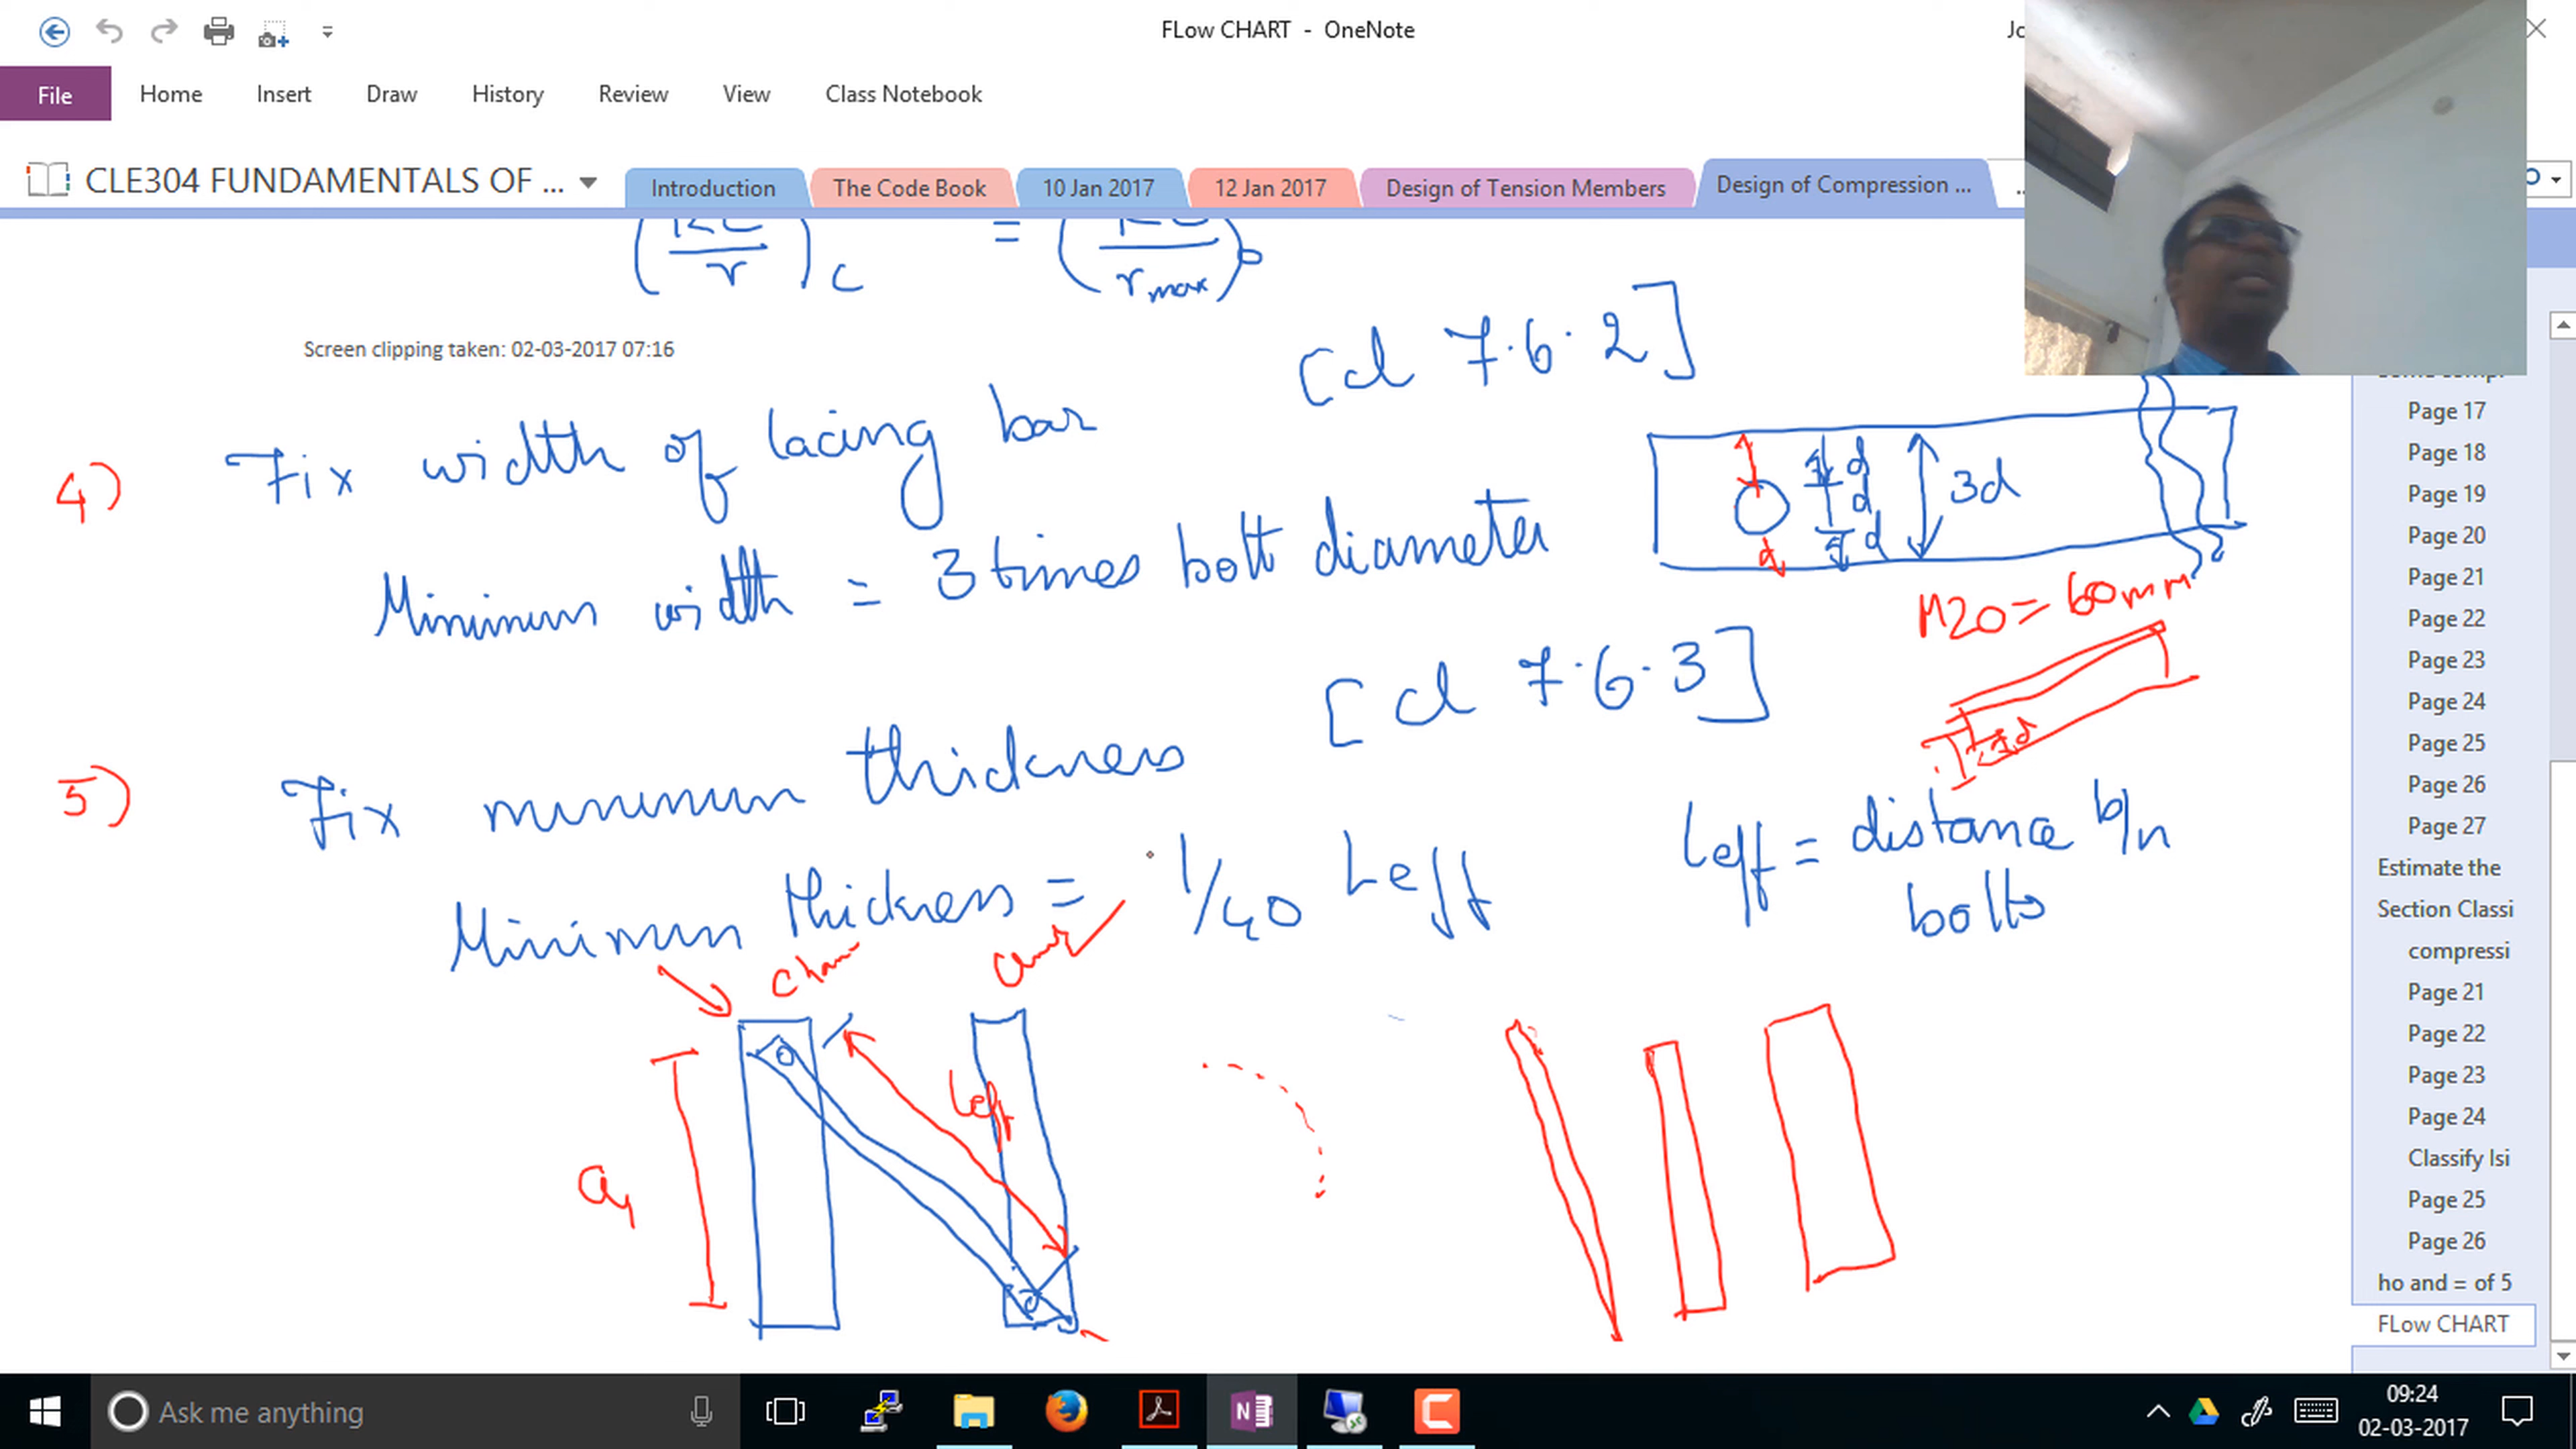 FLow CHART - OneNote
Jo
File Home Insert Draw History Review View Class Notebook
CLE304 FUNDAMENTALS OF ...
Introduction
The Code Book
10 Jan 2017
12 Jan 2017
Design of Tension Members
Design of Compression ...
..
( KL / r )c = ( KL / rmax )o
Screen clipping taken: 02-03-2017 07:16
[cl 7.6.2]
4) Fix width of lacing bar
Minimum width = 3 times bolt diameter
d
d
d
3d
d
M20 = 60mm
[cl 7.6.3]
5) Fix minimum thickness
Minimum thickness = 1/40 Leff
Leff = distance b/n
bolts
Leff
a1
Page 17
Page 18
Page 19
Page 20
Page 21
Page 22
Page 23
Page 24
Page 25
Page 26
Page 27
Estimate the
Section Classi
compressi
Page 21
Page 22
Page 23
Page 24
Classify Isi
Page 25
Page 26
ho and = of 5
FLow CHART
Ask me anything
09:24
02-03-2017